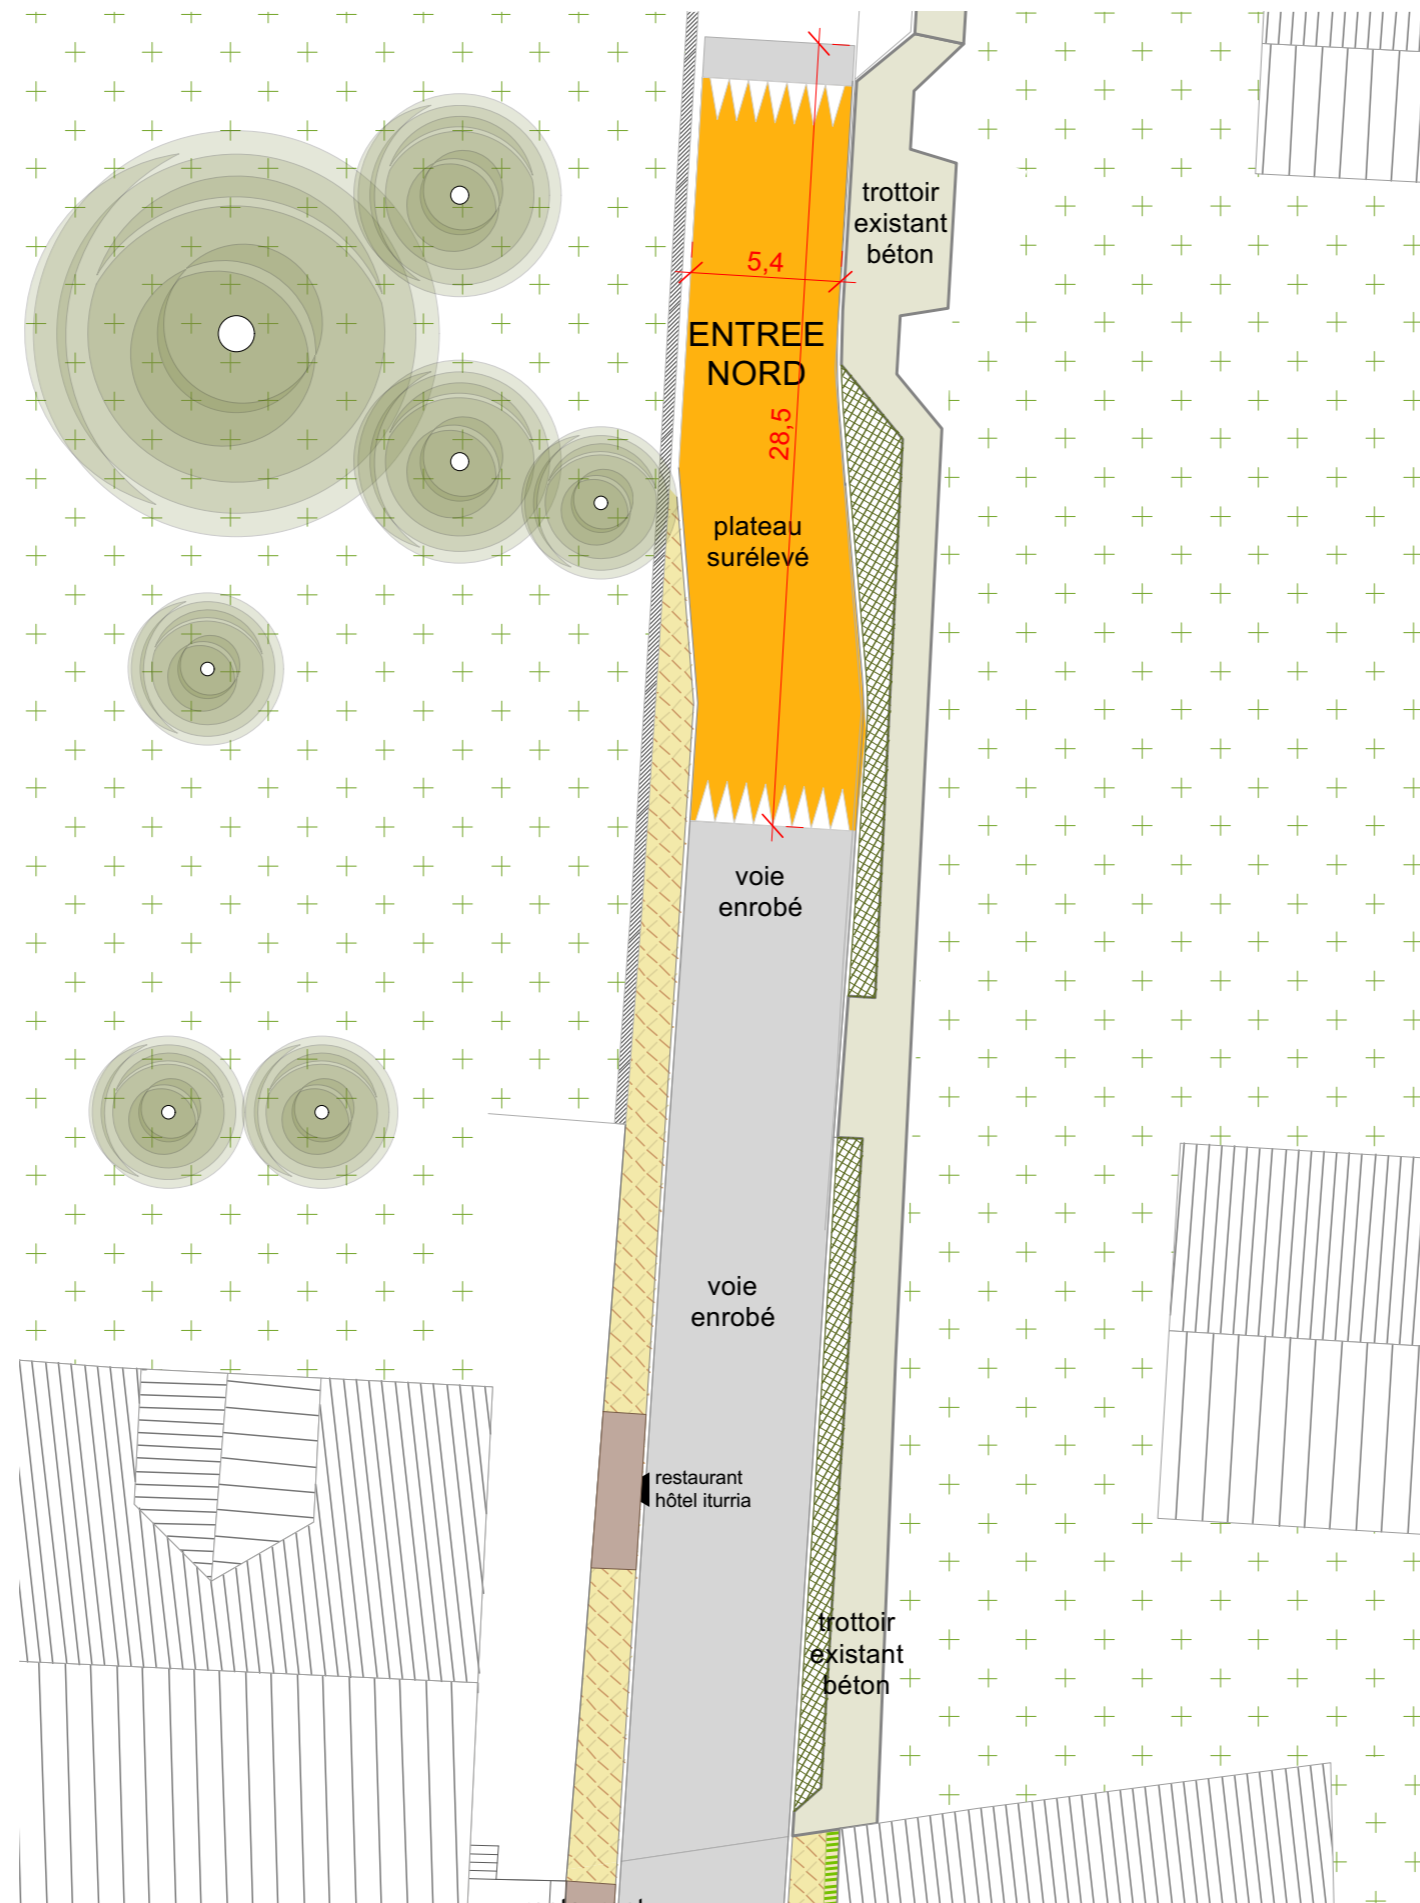 trottoir
existant
béton
5,4
ENTREE
NORD
28,5
plateau
surélevé
voie
enrobé
voie
enrobé
restaurant
hôtel iturria
trottoir
existant
béton